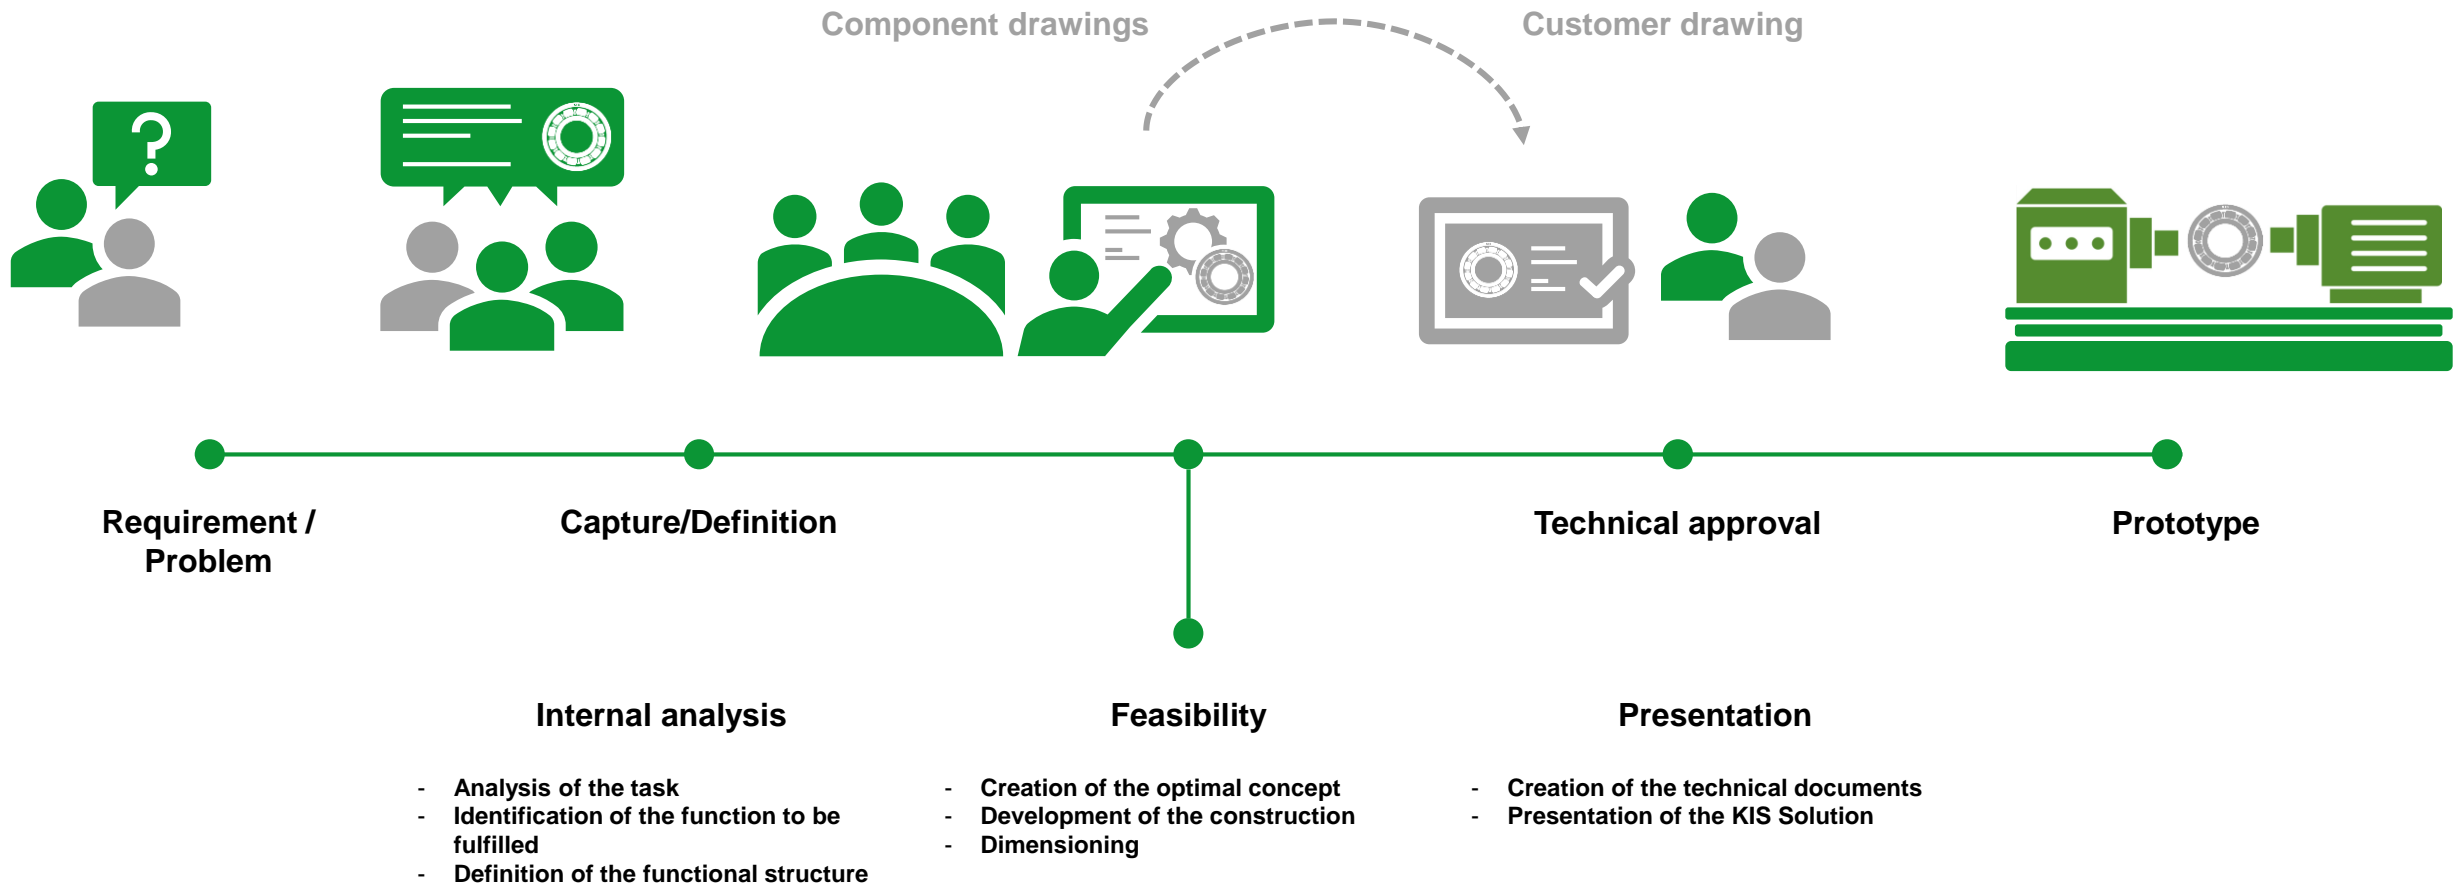 Component drawings
Customer drawing
?
Requirement /
Problem
Capture/Definition
Technical approval
Prototype
Internal analysis
- Analysis of the task
- Identification of the function to be
fulfilled
- Definition of the functional structure
Feasibility
- Creation of the optimal concept
- Development of the construction
- Dimensioning
Presentation
- Creation of the technical documents
- Presentation of the KIS Solution